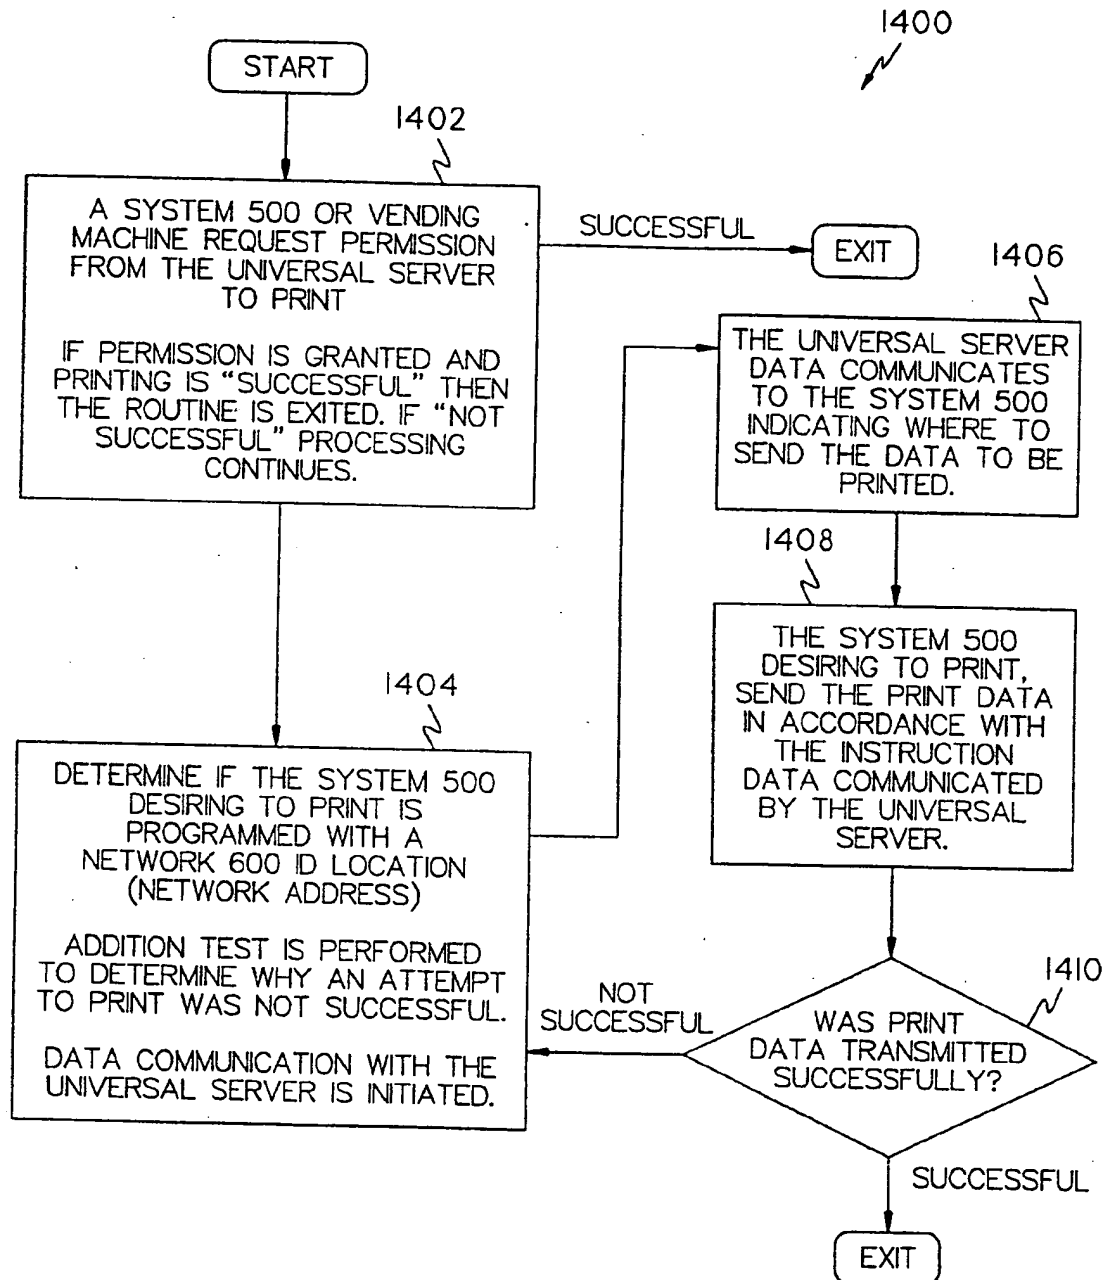 1400
START
1402
A SYSTEM 500 OR VENDING
MACHINE REQUEST PERMISSION
FROM THE UNIVERSAL SERVER
TO PRINT
IF PERMISSION IS GRANTED AND
PRINTING IS “SUCCESSFUL” THEN
THE ROUTINE IS EXITED. IF “NOT
SUCCESSFUL” PROCESSING
CONTINUES.
SUCCESSFUL
EXIT
1404
DETERMINE IF THE SYSTEM 500
DESIRING TO PRINT IS
PROGRAMMED WITH A
NETWORK 600 ID LOCATION
(NETWORK ADDRESS)
ADDITION TEST IS PERFORMED
TO DETERMINE WHY AN ATTEMPT
TO PRINT WAS NOT SUCCESSFUL.
DATA COMMUNICATION WITH THE
UNIVERSAL SERVER IS INITIATED.
1406
THE UNIVERSAL SERVER
DATA COMMUNICATES
TO THE SYSTEM 500
INDICATING WHERE TO
SEND THE DATA TO BE
PRINTED.
1408
THE SYSTEM 500
DESIRING TO PRINT,
SEND THE PRINT DATA
IN ACCORDANCE WITH
THE INSTRUCTION
DATA COMMUNICATED
BY THE UNIVERSAL
SERVER.
1410
WAS PRINT
DATA TRANSMITTED
SUCCESSFULLY?
NOT
SUCCESSFUL
SUCCESSFUL
EXIT